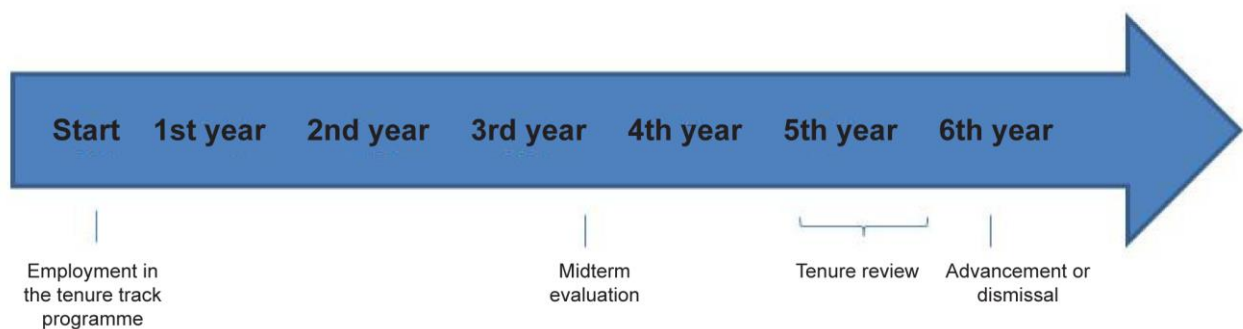 Start 1st year 2nd year 3rd year 4th year 5th year 6th year
Employment in
the tenure track
programme
Midterm
evaluation
Tenure review
Advancement or
dismissal